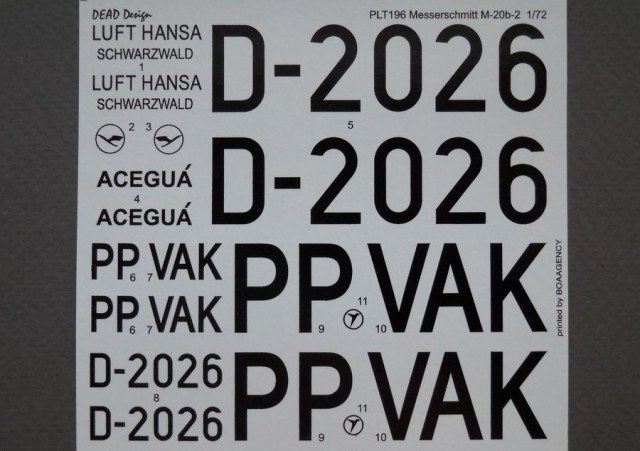 DEAD Design
PLT196 Messerschmitt M-20b-2 1/72
LUFT HANSA
SCHWARZWALD
1
LUFT HANSA
SCHWARZWALD
D-2026
2 3
5
ACEGUÁ
4
ACEGUÁ
D-2026
PP VAK
6 7
PP VAK
6 7
PP VAK
9 11 10
printed by BOAAGENCY
D-2026
8
D-2026
PP VAK
9 11 10